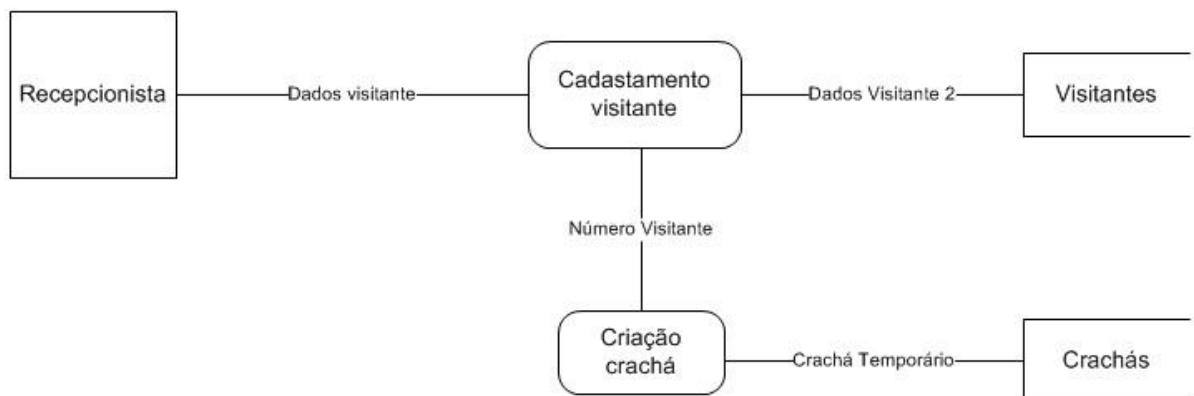 Recepcionista
Dados visitante
Cadastamento
visitante
Dados Visitante 2
Visitantes
Número Visitante
Criação
crachá
Crachá Temporário
Crachás